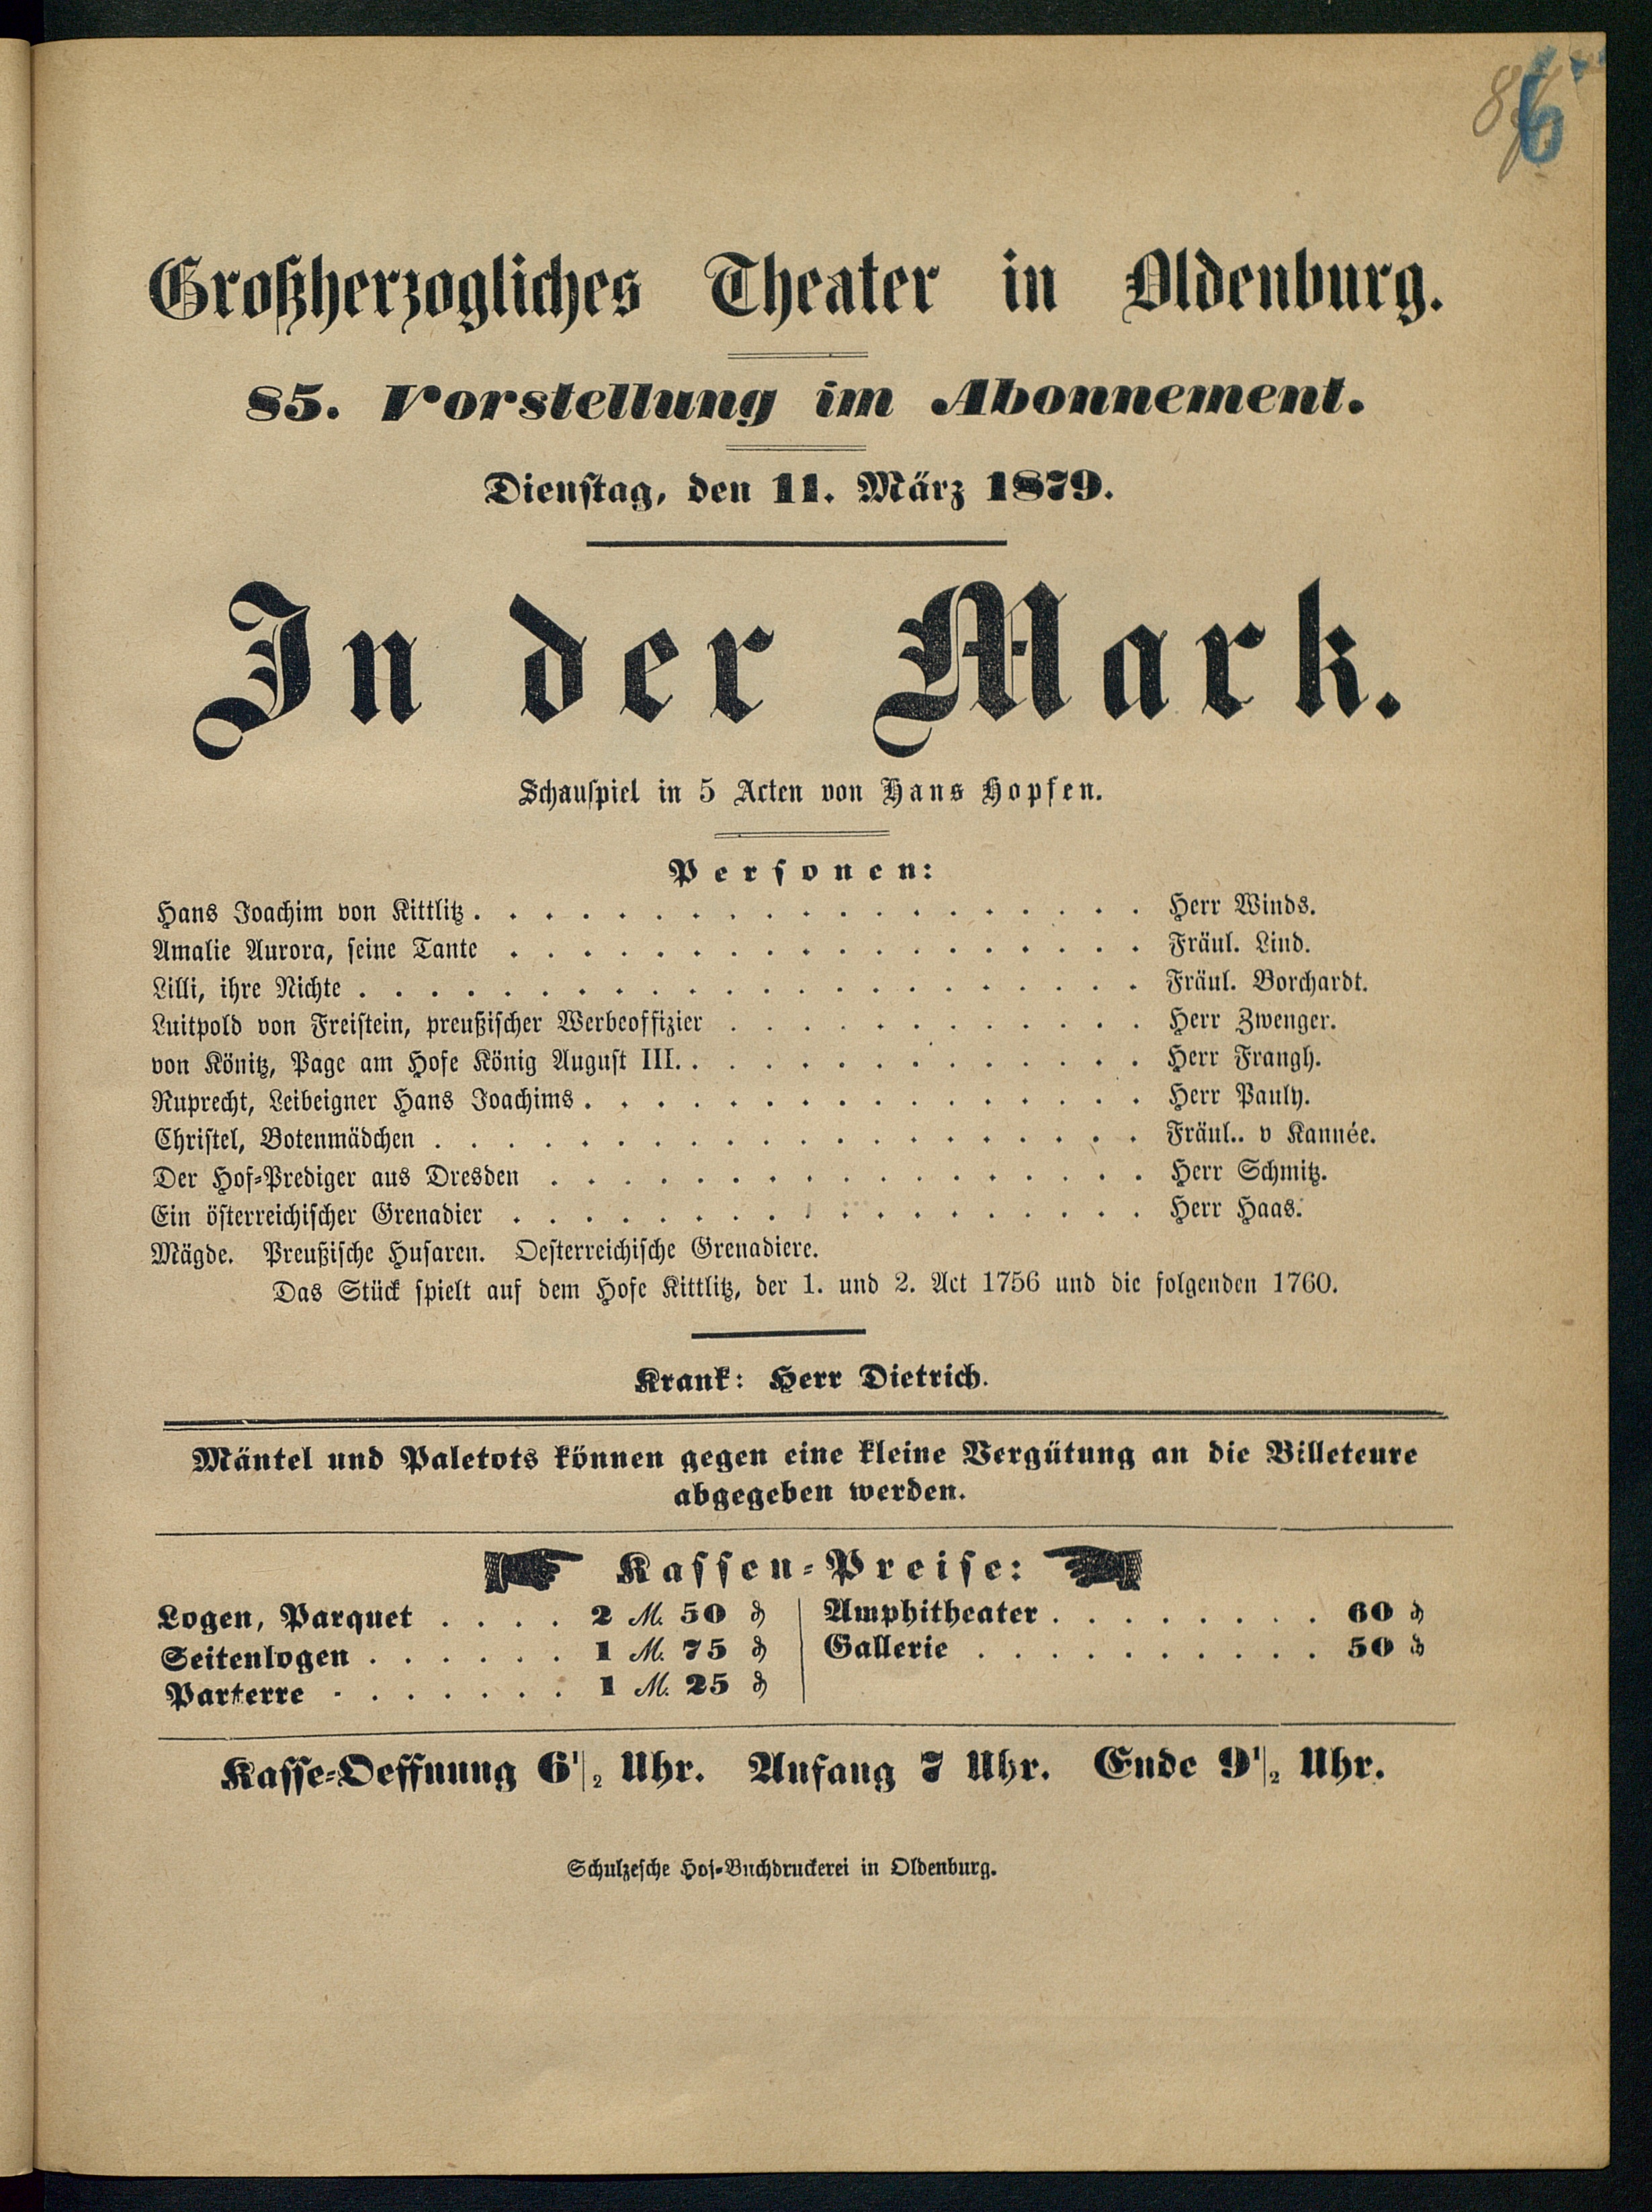 Großherzogliches Theater in Oldenburg.
85. Vorstellung im Abonnement.
Dienstag, den 11. März 1879.
In der Mark.
Schauspiel in 5 Acten von Hans Hopfen.
Personen:
Hans Joachim von Kittlitz . . . . . . . . . . . . . . . . . . . Herr Winds.
Amalie Aurora, seine Tante . . . . . . . . . . . . . . . . . . Fräul. Lind.
Lilli, ihre Nichte . . . . . . . . . . . . . . . . . . . . . . Fräul. Borchardt.
Luitpold von Freistein, preußischer Werbeoffizier . . . . . . . . . . . . Herr Zwenger.
von Könitz, Page am Hofe König August III. . . . . . . . . . . . . . Herr Frangh.
Ruprecht, Leibeigner Hans Joachims . . . . . . . . . . . . . . . . Herr Pauly.
Christel, Botenmädchen . . . . . . . . . . . . . . . . . . . . Fräul.. v Kannée.
Der Hof-Prediger aus Dresden . . . . . . . . . . . . . . . . . Herr Schmitz.
Ein österreichischer Grenadier . . . . . . . . . . . . . . . . . . Herr Haas.
Mägde. Preußische Husaren. Oesterreichische Grenadiere.
Das Stück spielt auf dem Hofe Kittlitz, der 1. und 2. Act 1756 und die folgenden 1760.
Krank: Herr Dietrich.
Mäntel und Paletots können gegen eine kleine Vergütung an die Billeteure
abgegeben werden.
Kassen-Preise:
Logen, Parquet . . . . 2 M. 50 ₰
Seitenlogen . . . . . . 1 M. 75 ₰
Parterre . . . . . . . 1 M. 25 ₰
Amphitheater . . . . . . . . 60 ₰
Gallerie . . . . . . . . . . 50 ₰
Kasse-Oeffnung 6 1/2 Uhr. Anfang 7 Uhr. Ende 9 1/2 Uhr.
Schulzesche Hof-Buchdruckerei in Oldenburg.